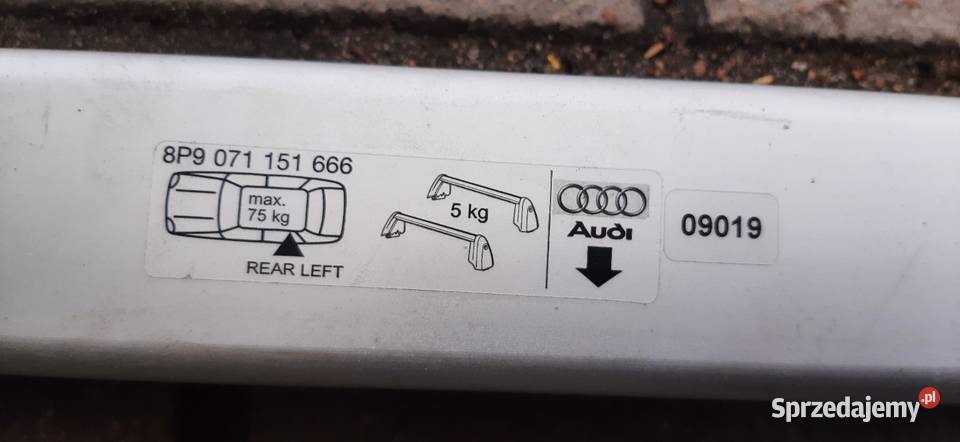 8P9 071 151 666
max.
75 kg
REAR LEFT
5 kg
Audi
09019
Sprzedajemy.pl